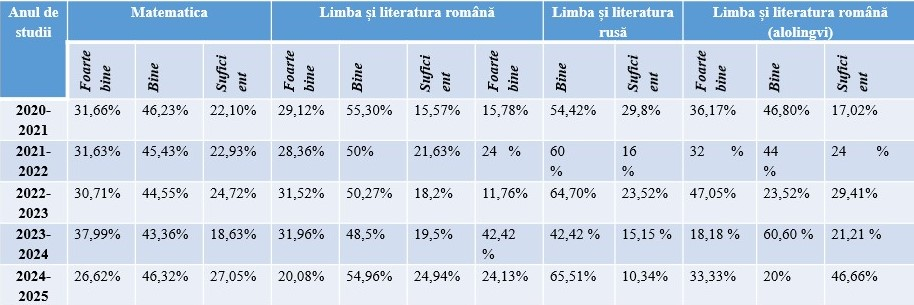 Anul de studii | Matematica | Limba și literatura română | Limba și literatura rusă | Limba și literatura română (alolingvi)
Foarte bine | Bine | Sufici ent | Foarte bine | Bine | Sufici ent | Foarte bine | Bine | Sufici ent | Foarte bine | Bine | Sufici ent
2020-2021 | 31,66% | 46,23% | 22,10% | 29,12% | 55,30% | 15,57% | 15,78% | 54,42% | 29,8% | 36,17% | 46,80% | 17,02%
2021-2022 | 31,63% | 45,43% | 22,93% | 28,36% | 50% | 21,63% | 24 % | 60 % | 16 % | 32 % | 44 % | 24 %
2022-2023 | 30,71% | 44,55% | 24,72% | 31,52% | 50,27% | 18,2% | 11,76% | 64,70% | 23,52% | 47,05% | 23,52% | 29,41%
2023-2024 | 37,99% | 43,36% | 18,63% | 31,96% | 48,5% | 19,5% | 42,42 % | 42,42 % | 15,15 % | 18,18 % | 60,60 % | 21,21 %
2024-2025 | 26,62% | 46,32% | 27,05% | 20,08% | 54,96% | 24,94% | 24,13% | 65,51% | 10,34% | 33,33% | 20% | 46,66%